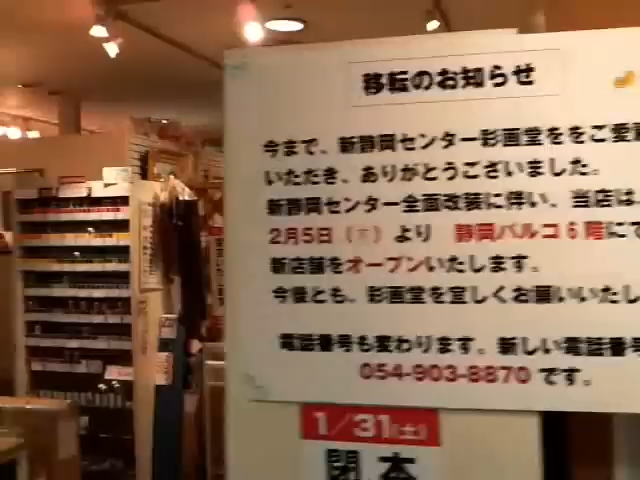 移転のお知らせ
今まで、新静岡センター彩画堂ををご愛
いただき、ありがとうございました。
新静岡センター全面改装に伴い、当店は、
2月5日(木)より 静岡パルコ6階にて
新店舗をオープンいたします。
今後とも、彩画堂を宜しくお願いいたし
電話番号も変わります。新しい電話番号
054-903-8870 です。
1/31(土)